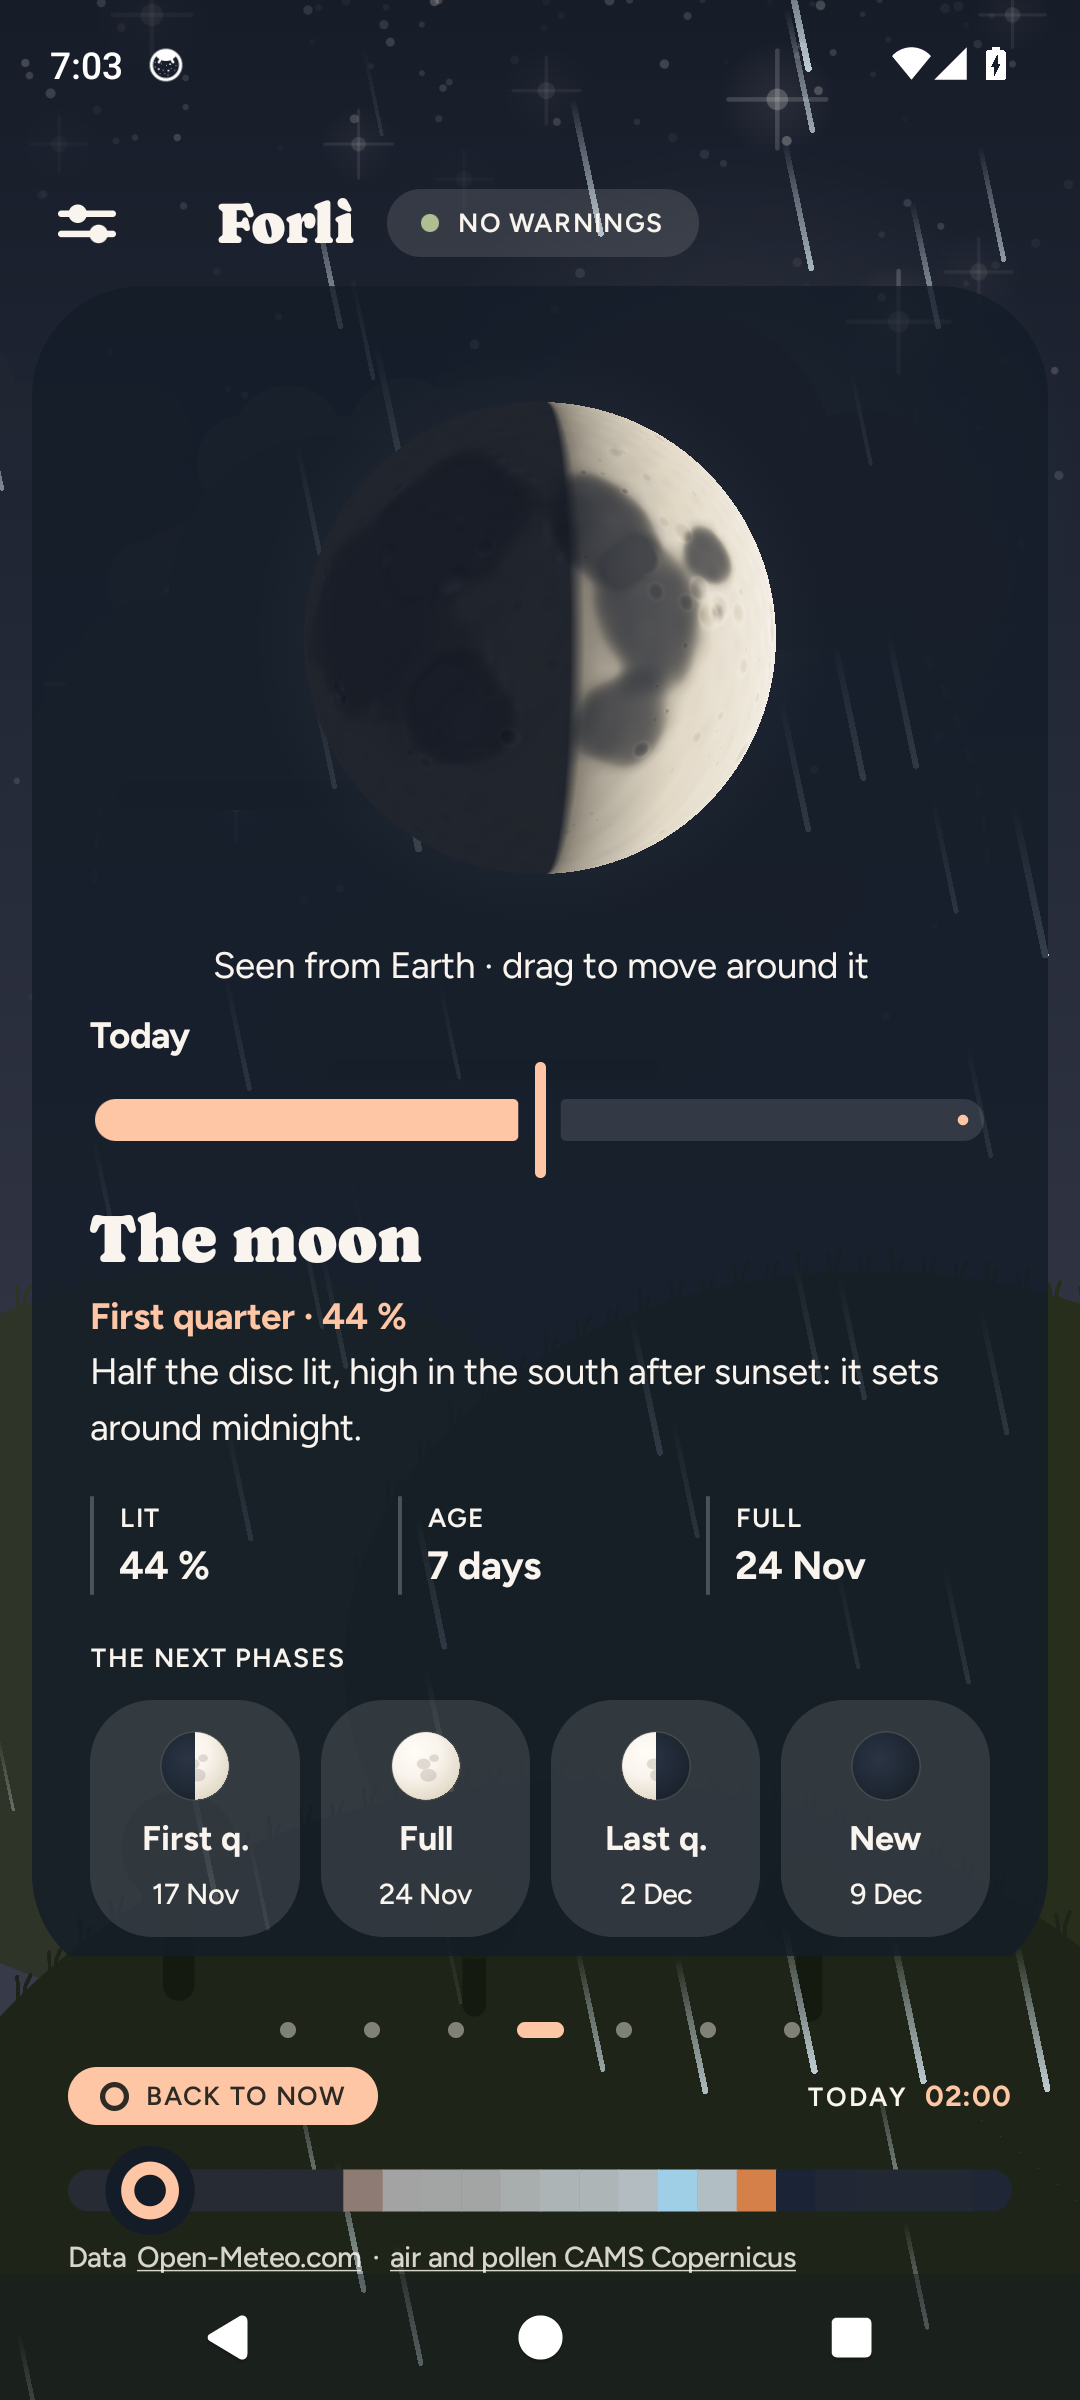 7:03
Forlì
NO WARNINGS
Seen from Earth · drag to move around it
Today
The moon
First quarter · 44 %
Half the disc lit, high in the south after sunset: it sets
around midnight.
LIT
44 %
AGE
7 days
FULL
24 Nov
THE NEXT PHASES
First q.
17 Nov
Full
24 Nov
Last q.
2 Dec
New
9 Dec
BACK TO NOW
TODAY 02:00
Data Open-Meteo.com · air and pollen CAMS Copernicus